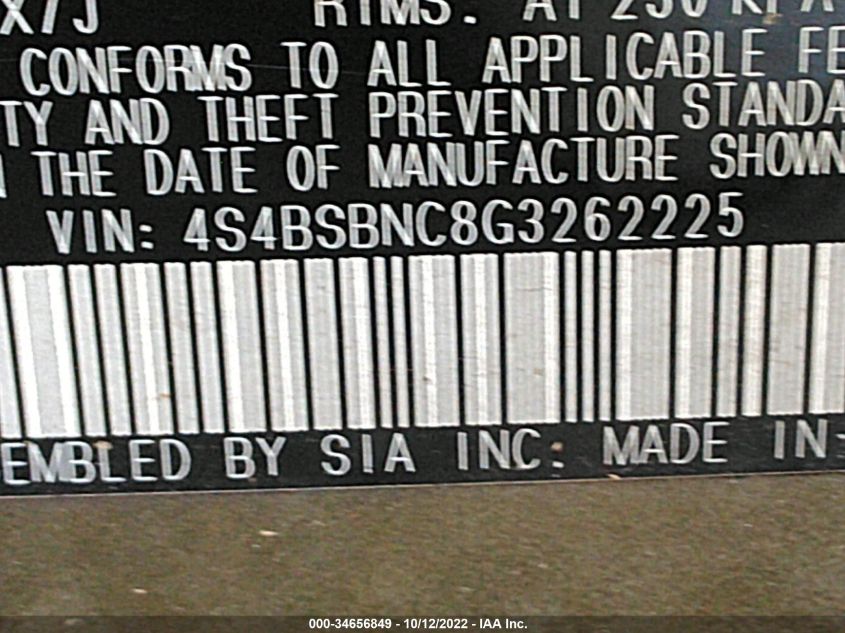 X7J RIMS. AT 230 KPA
CONFORMS TO ALL APPLICABLE FE
TY AND THEFT PREVENTION STANDA
THE DATE OF MANUFACTURE SHOWN
VIN: 4S4BSBNC8G3262225
EMBLED BY SIA INC. MADE IN
000-34656849 - 10/12/2022 - IAA Inc.